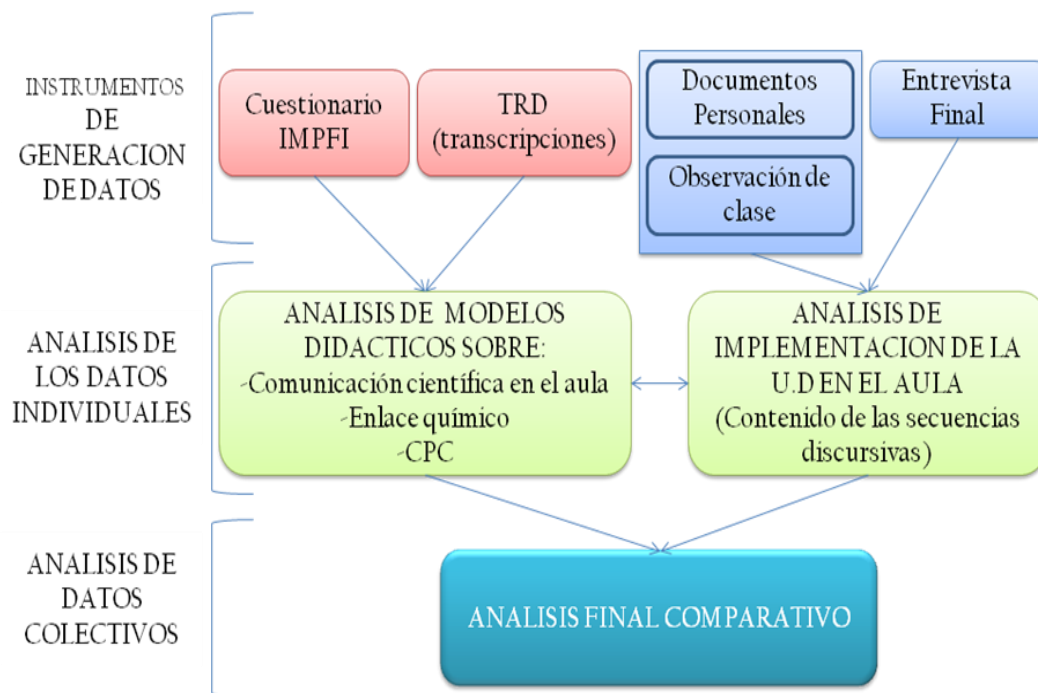 INSTRUMENTOS
DE
GENERACION
DE DATOS
Cuestionario
IMPFI
TRD
(transcripciones)
Documentos
Personales
Observación de
clase
Entrevista
Final
ANALISIS DE
LOS DATOS
INDIVIDUALES
ANALISIS DE MODELOS
DIDACTICOS SOBRE:
-Comunicación científica en el aula
-Enlace químico
-CPC
ANALISIS DE
IMPLEMENTACION DE LA
U.D EN EL AULA
(Contenido de las secuencias
discursivas)
ANALISIS DE
DATOS
COLECTIVOS
ANALISIS FINAL COMPARATIVO